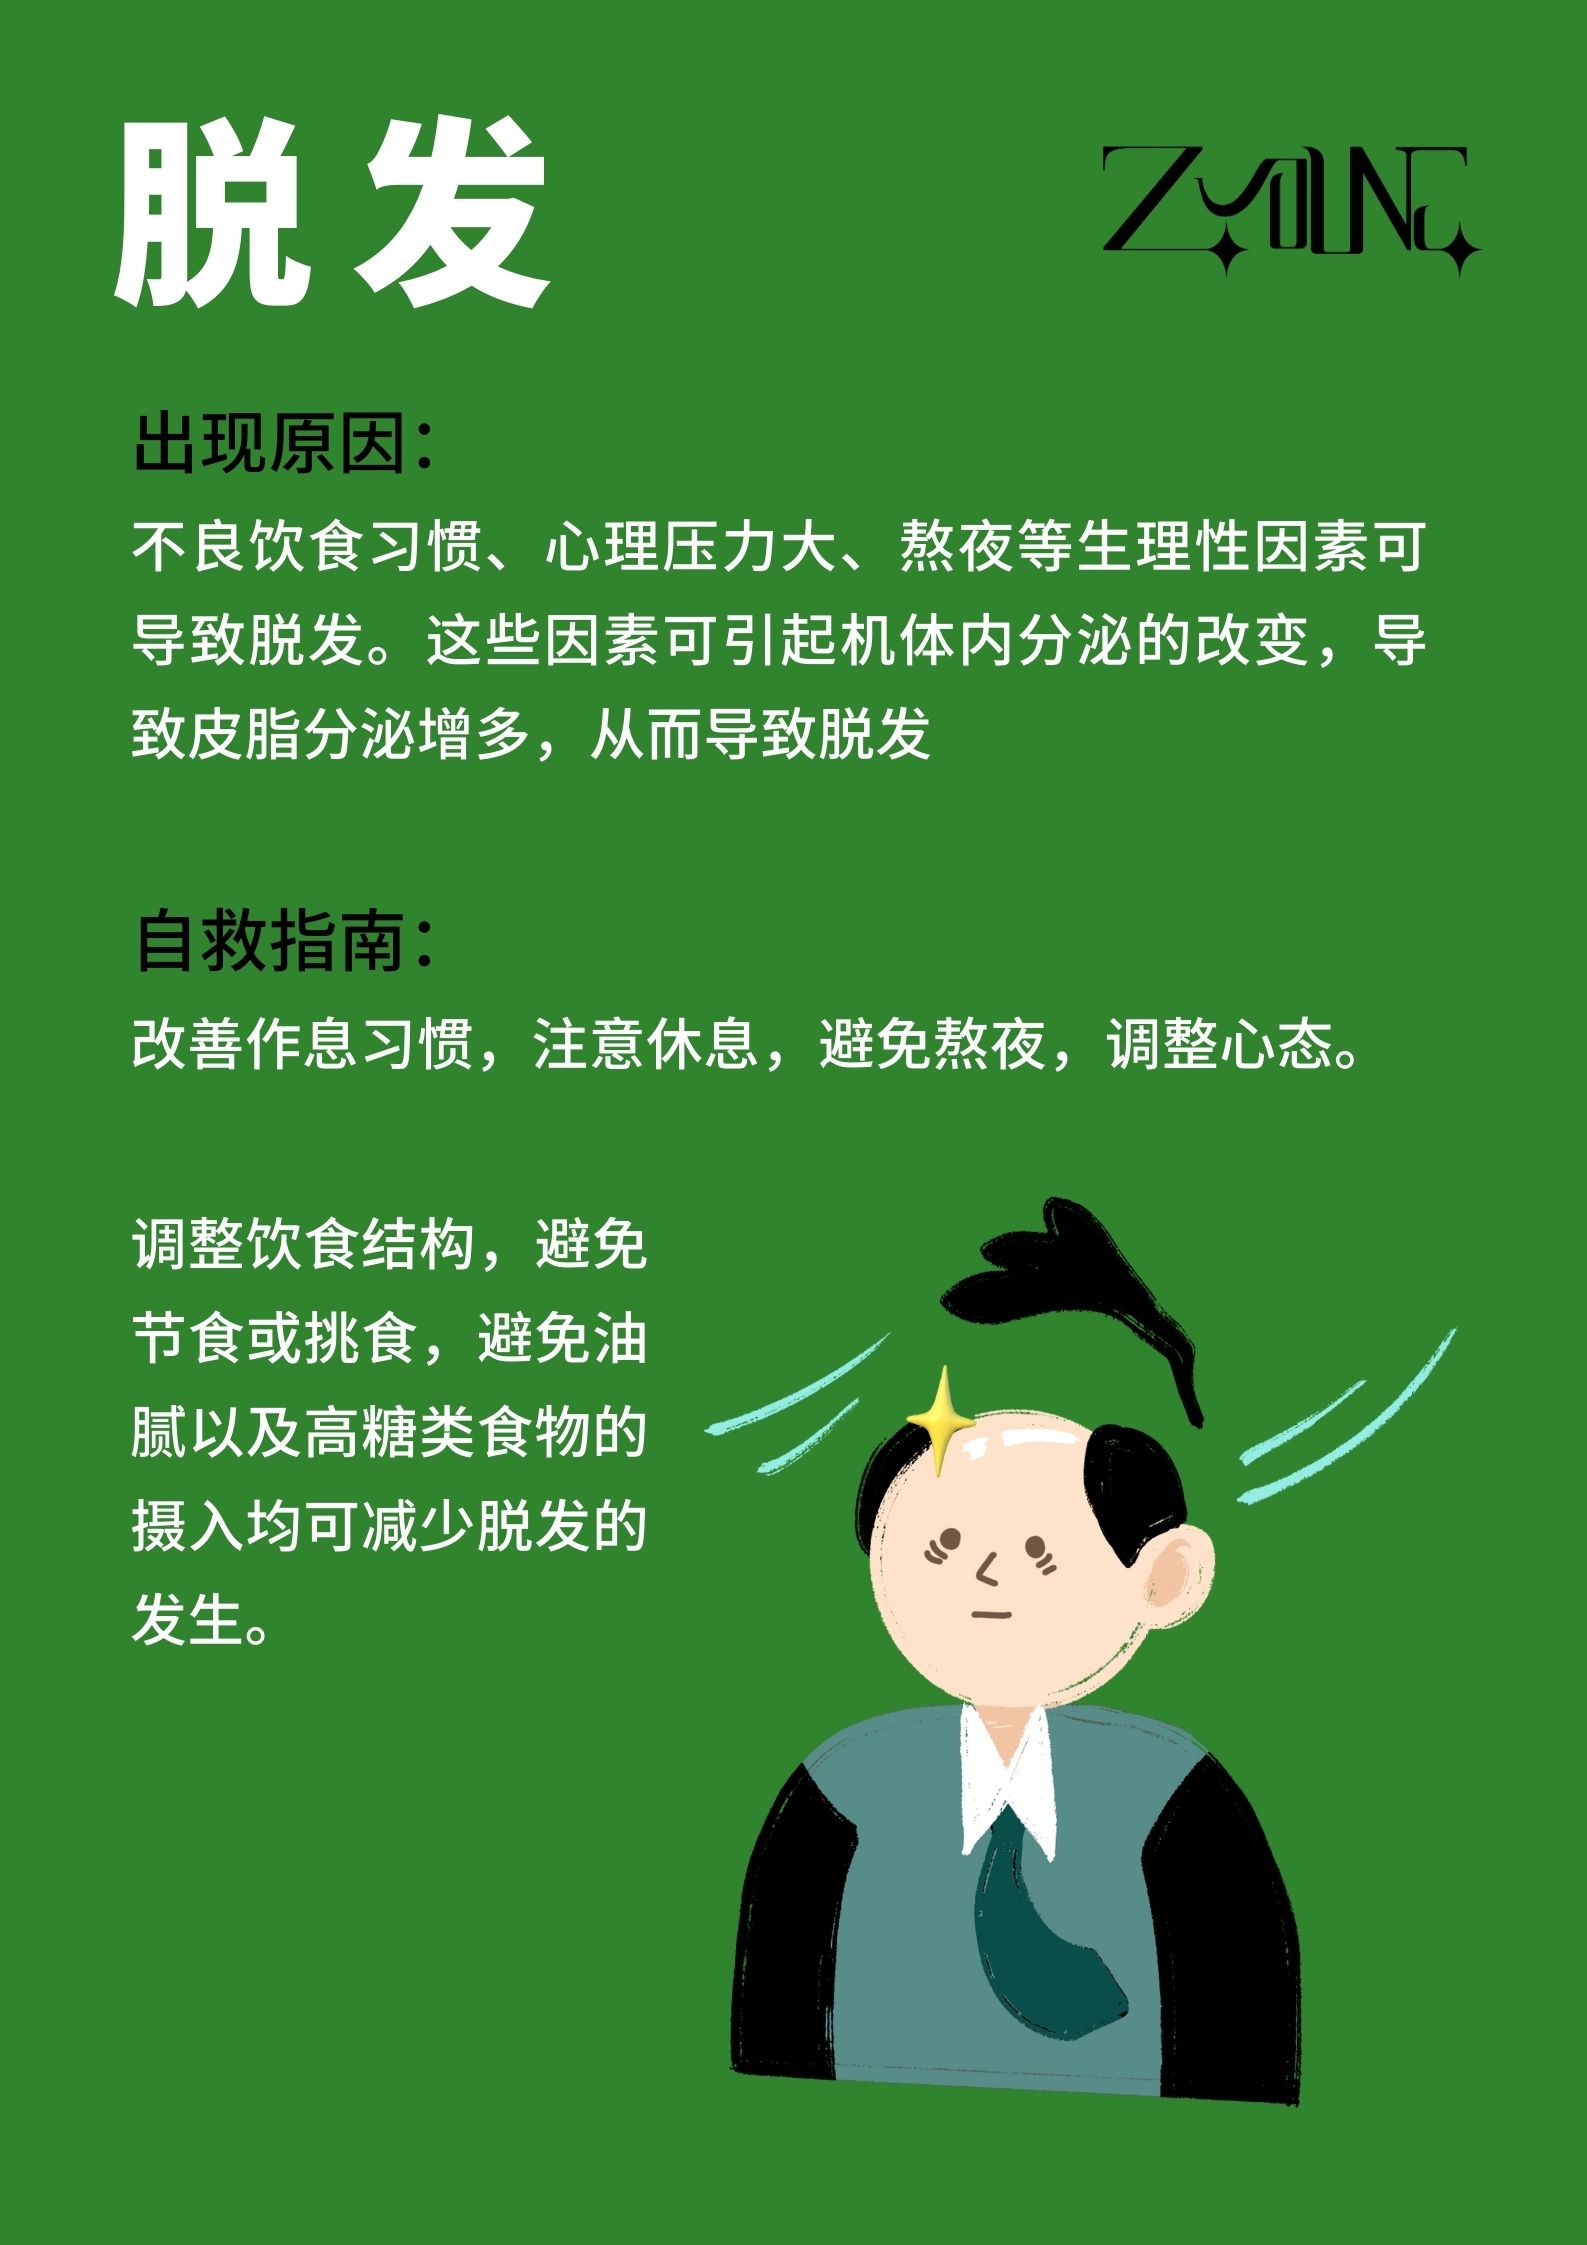 脱发
ZYOUNG
出现原因：
不良饮食习惯、心理压力大、熬夜等生理性因素可
导致脱发。这些因素可引起机体内分泌的改变，导
致皮脂分泌增多，从而导致脱发
自救指南：
改善作息习惯，注意休息，避免熬夜，调整心态。
调整饮食结构，避免
节食或挑食，避免油
腻以及高糖类食物的
摄入均可减少脱发的
发生。